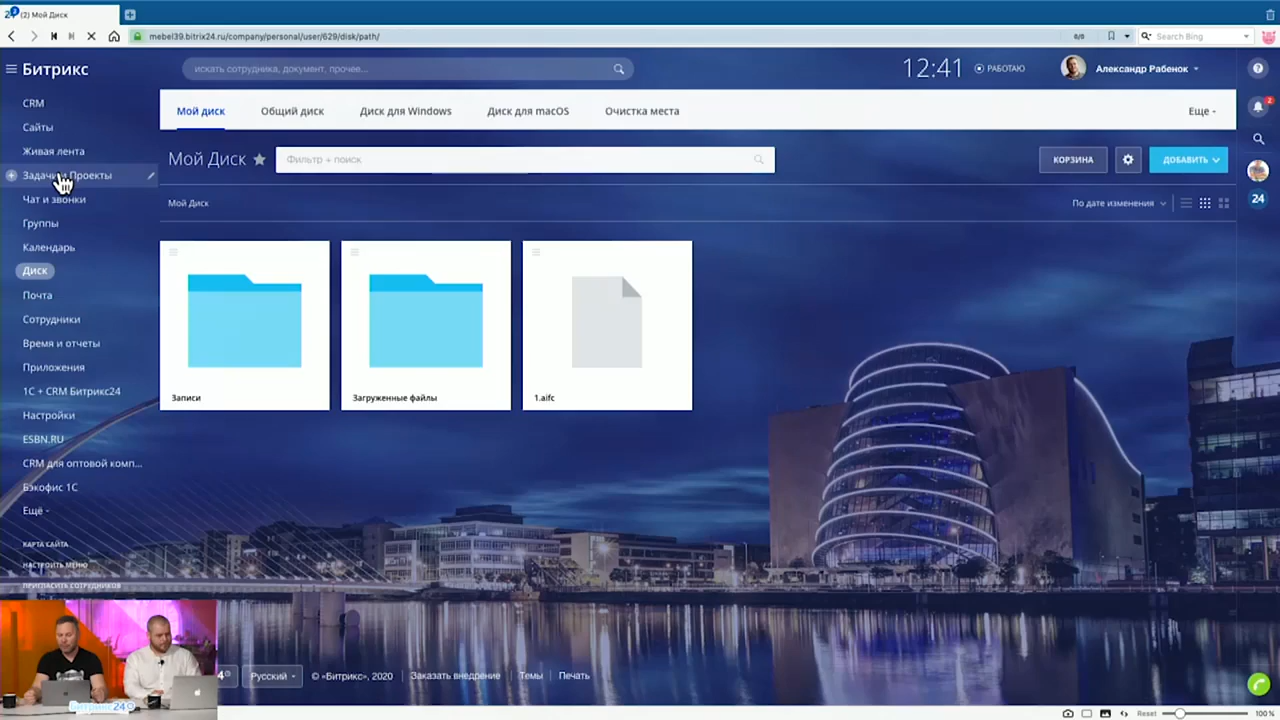 (2) Мой Диск
mebel39.bitrix24.ru/company/personal/user/629/disk/path/
Search Bing
Битрикс
искать сотрудника, документ, прочее...
12:41
РАБОТАЮ
Александр Рабенок
CRM
Сайты
Живая лента
Задачи и Проекты
Чат и звонки
Группы
Календарь
Диск
Почта
Сотрудники
Время и отчеты
Приложения
1С + CRM Битрикс24
Настройки
ESBN.RU
CRM для оптовой комп...
Бэкофис 1С
Ещё
КАРТА САЙТА
НАСТРОИТЬ МЕНЮ
ПРИГЛАСИТЬ СОТРУДНИКОВ
Мой диск
Общий диск
Диск для Windows
Диск для macOS
Очистка места
Еще
Мой Диск
Фильтр + поиск
КОРЗИНА
ДОБАВИТЬ
Мой Диск
По дате изменения
2
24
Записи
Загруженные файлы
1.aifc
Русский
© «Битрикс», 2020
Заказать внедрение
Темы
Печать
Битрикс24
Reset
100 %